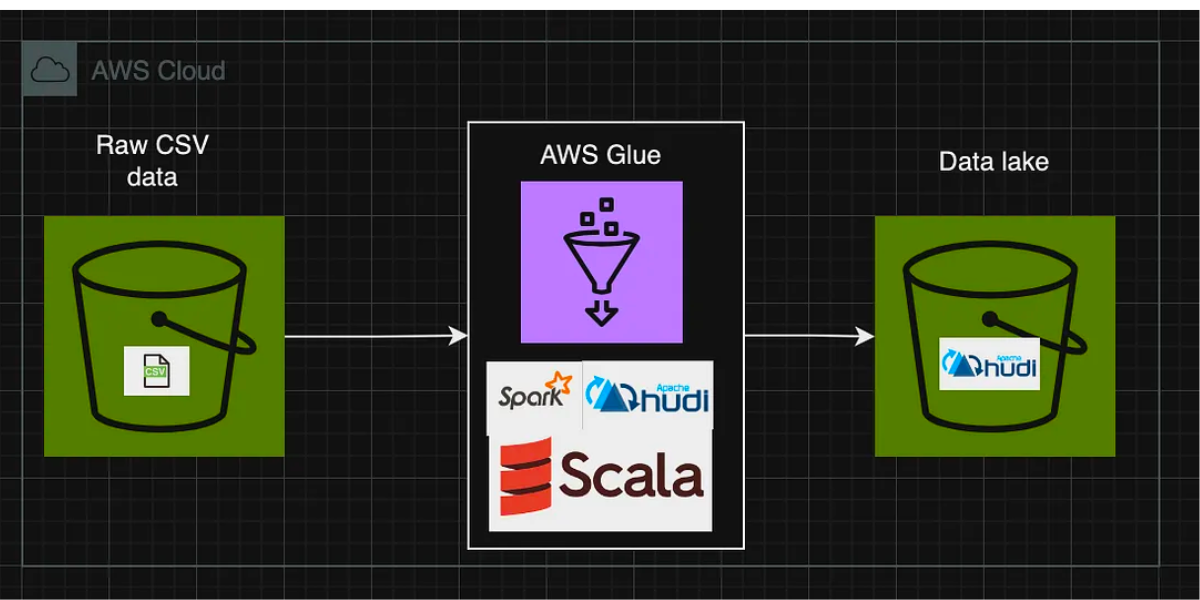 AWS Cloud
Raw CSV
data
CSV
AWS Glue
Spark
Apache
hudi
Scala
Data lake
Apache
hudi